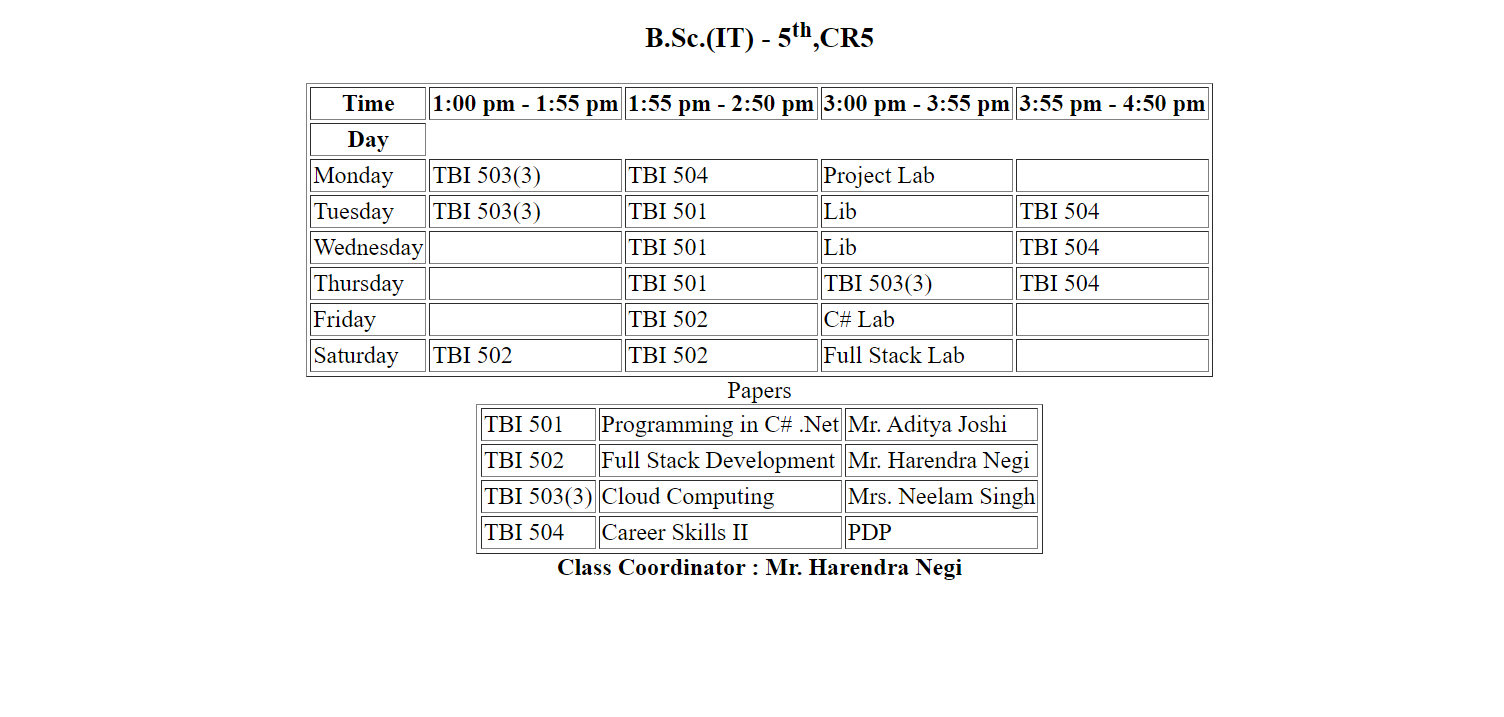 B.Sc.(IT) - 5th,CR5
Time 1:00 pm - 1:55 pm 1:55 pm - 2:50 pm 3:00 pm - 3:55 pm 3:55 pm - 4:50 pm
Day
Monday TBI 503(3) TBI 504 Project Lab
Tuesday TBI 503(3) TBI 501 Lib TBI 504
Wednesday TBI 501 Lib TBI 504
Thursday TBI 501 TBI 503(3) TBI 504
Friday TBI 502 C# Lab
Saturday TBI 502 TBI 502 Full Stack Lab
Papers
TBI 501 Programming in C# .Net Mr. Aditya Joshi
TBI 502 Full Stack Development Mr. Harendra Negi
TBI 503(3) Cloud Computing Mrs. Neelam Singh
TBI 504 Career Skills II PDP
Class Coordinator : Mr. Harendra Negi